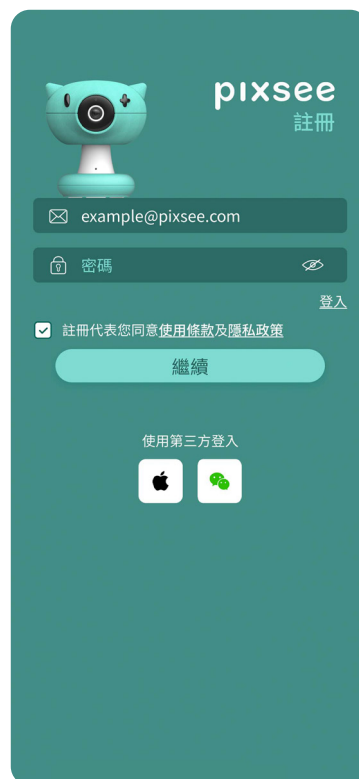 pixsee
註冊
example@pixsee.com
密碼
登入
註冊代表您同意使用條款及隱私政策
繼續
使用第三方登入